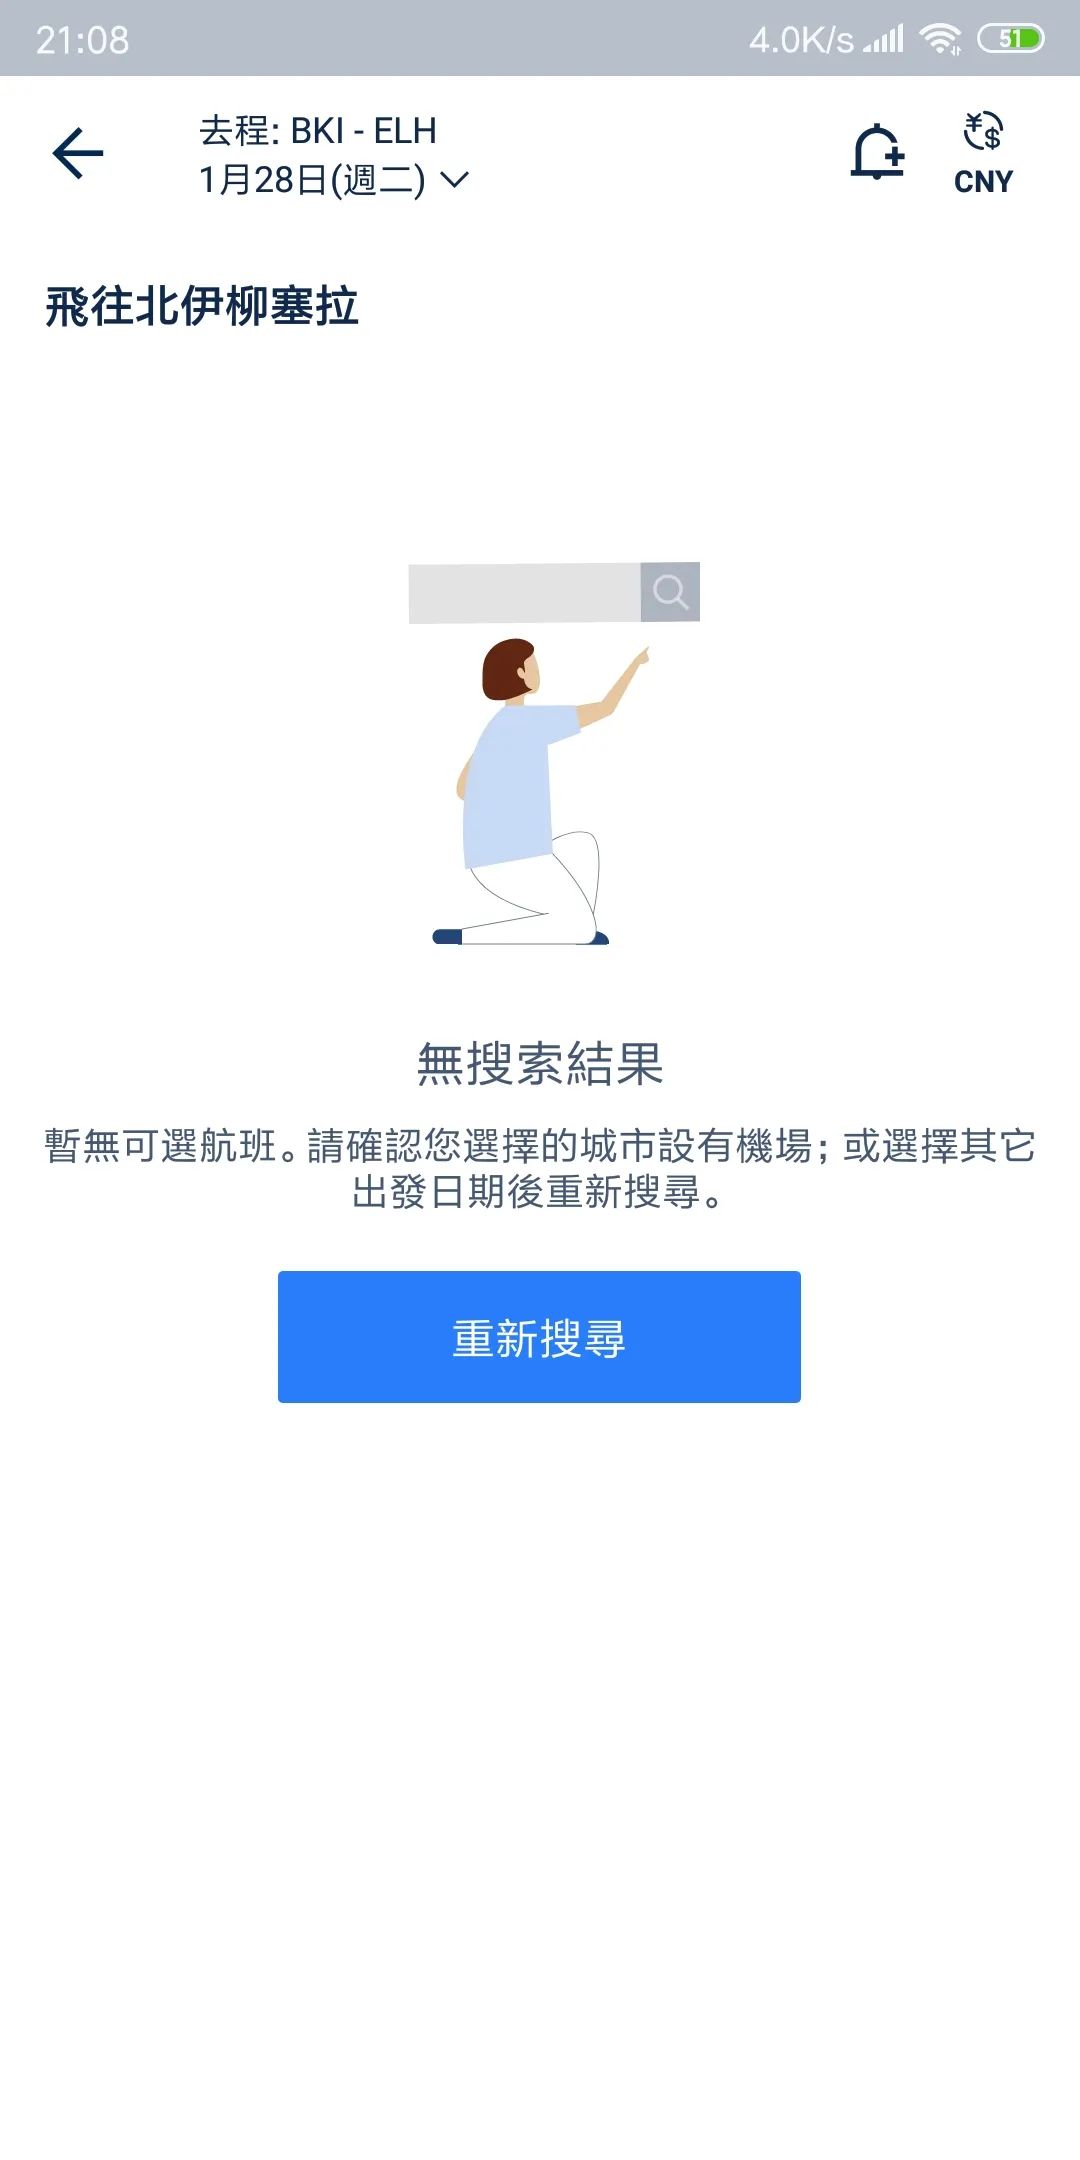 21:08
4.0K/s
51
去程: BKI - ELH
1月28日(週二)
CNY
飛往北伊柳塞拉
無搜索結果
暫無可選航班。請確認您選擇的城市設有機場; 或選擇其它
出發日期後重新搜尋。
重新搜尋